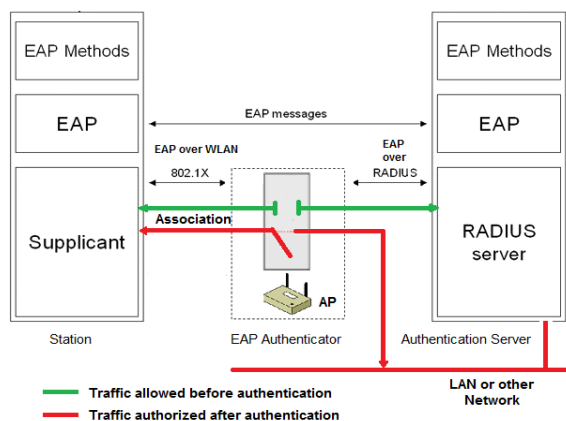 EAP Methods
EAP Methods
EAP
EAP messages
EAP
EAP over WLAN
EAP
over
802.1X
RADIUS
Association
Supplicant
RADIUS
server
AP
Station
EAP Authenticator
Authentication Server
LAN or other
Network
Traffic allowed before authentication
Traffic authorized after authentication